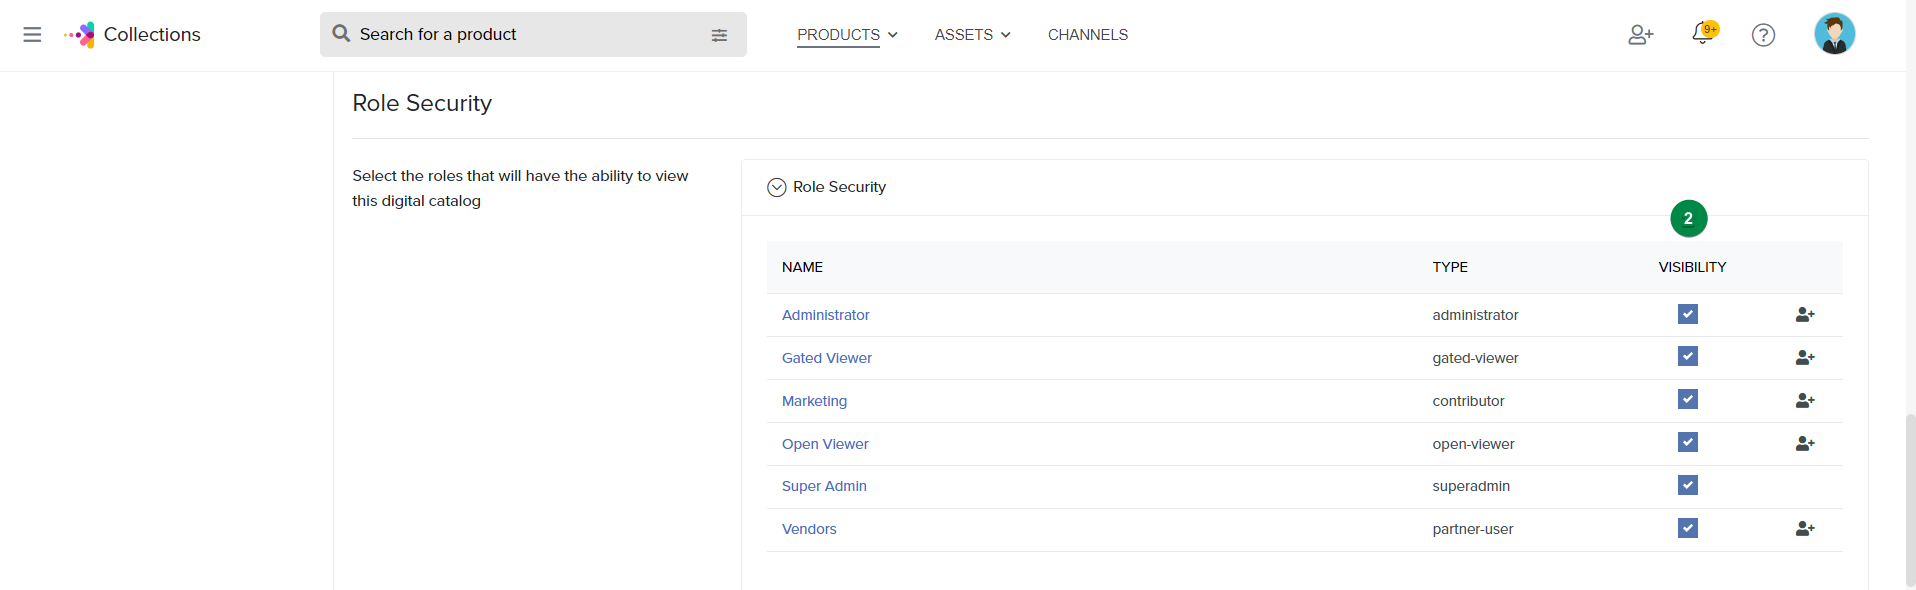 Collections
Search for a product
PRODUCTS
ASSETS
CHANNELS
9+
?
Role Security
Select the roles that will have the ability to view
this digital catalog
Role Security
2
NAME TYPE VISIBILITY
Administrator administrator
Gated Viewer gated-viewer
Marketing contributor
Open Viewer open-viewer
Super Admin superadmin
Vendors partner-user